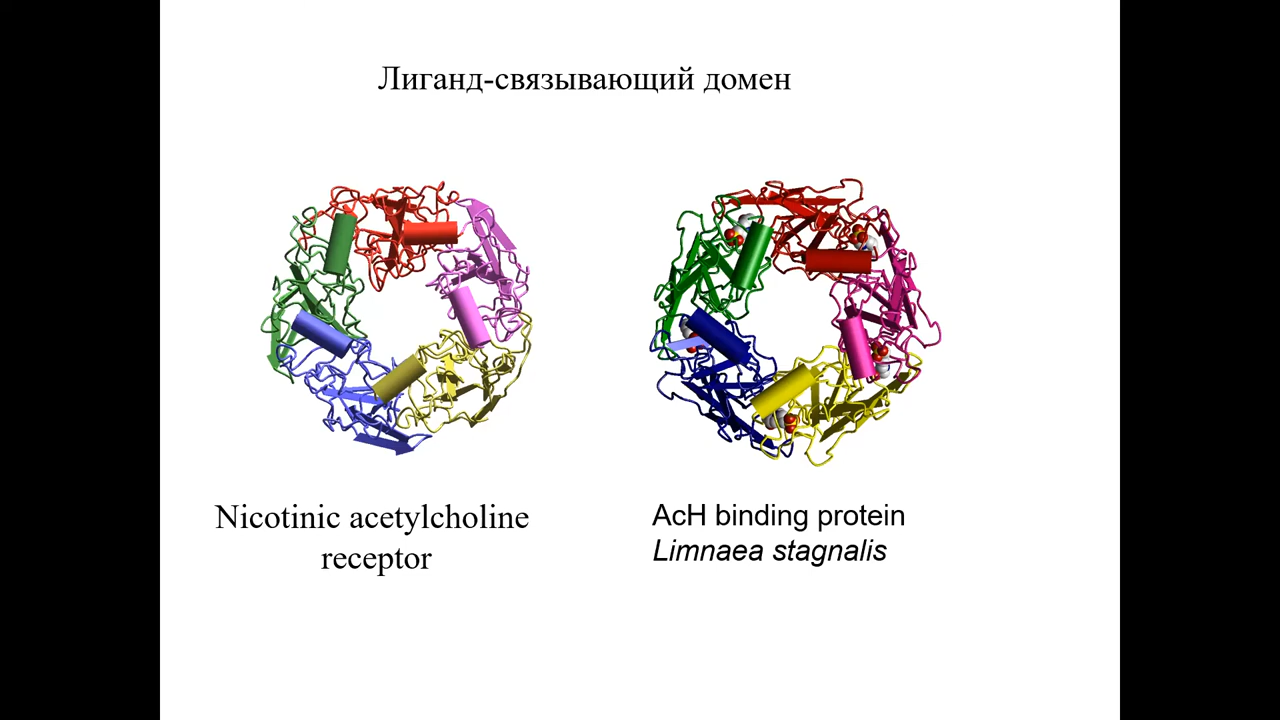 Лиганд-связывающий домен
Nicotinic acetylcholine
receptor
AcH binding protein
Limnaea stagnalis